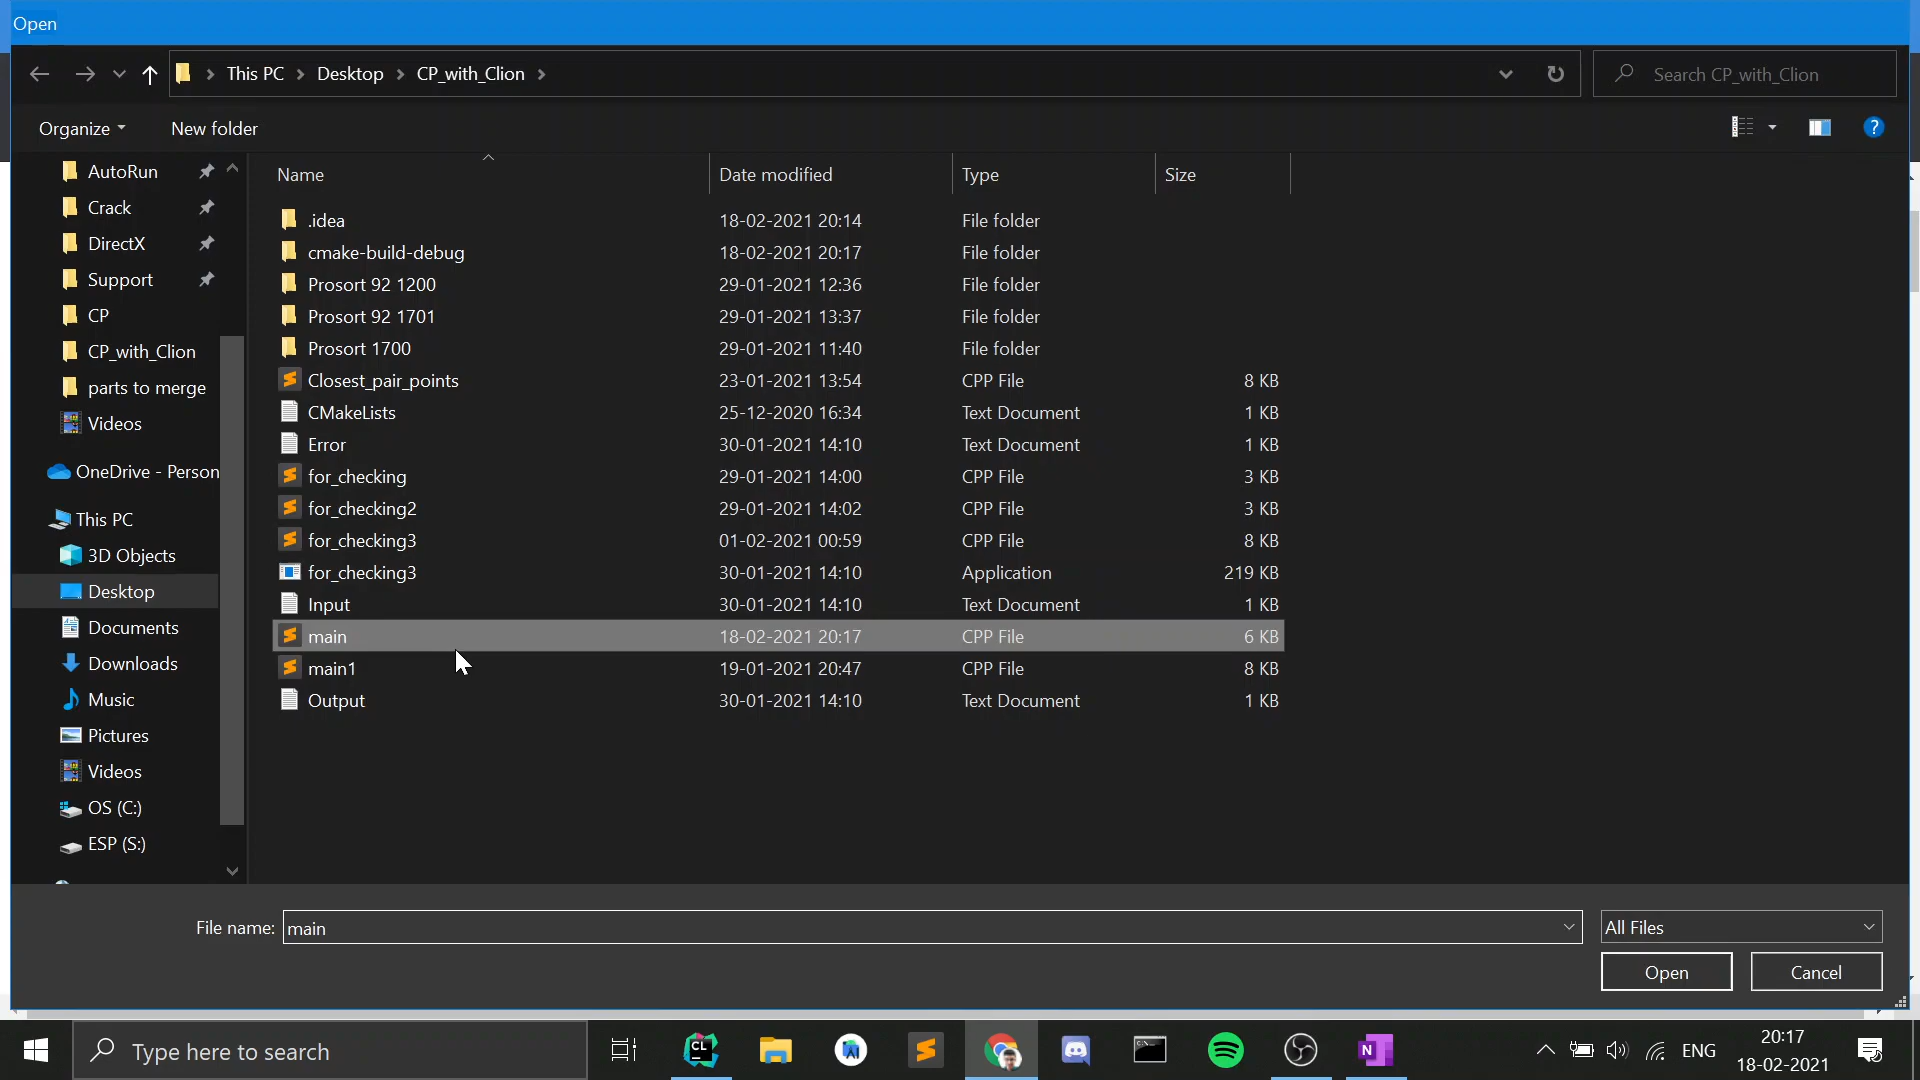 Open
This PC Desktop CP_with_Clion
Search CP_with_Clion
Organize New folder
?
AutoRun
Crack
DirectX
Support
CP
CP_with_Clion
parts to merge
Videos
OneDrive - Person
This PC
3D Objects
Desktop
Documents
Downloads
Music
Pictures
Videos
OS (C:)
ESP (S:)
Name Date modified Type Size
.idea 18-02-2021 20:14 File folder
cmake-build-debug 18-02-2021 20:17 File folder
Prosort 92 1200 29-01-2021 12:36 File folder
Prosort 92 1701 29-01-2021 13:37 File folder
Prosort 1700 29-01-2021 11:40 File folder
Closest_pair_points 23-01-2021 13:54 CPP File 8 KB
CMakeLists 25-12-2020 16:34 Text Document 1 KB
Error 30-01-2021 14:10 Text Document 1 KB
for_checking 29-01-2021 14:00 CPP File 3 KB
for_checking2 29-01-2021 14:02 CPP File 3 KB
for_checking3 01-02-2021 00:59 CPP File 8 KB
for_checking3 30-01-2021 14:10 Application 219 KB
Input 30-01-2021 14:10 Text Document 1 KB
main 18-02-2021 20:17 CPP File 6 KB
main1 19-01-2021 20:47 CPP File 8 KB
Output 30-01-2021 14:10 Text Document 1 KB
File name: main
All Files
Open Cancel
Type here to search
CL
N
ENG
20:17
18-02-2021